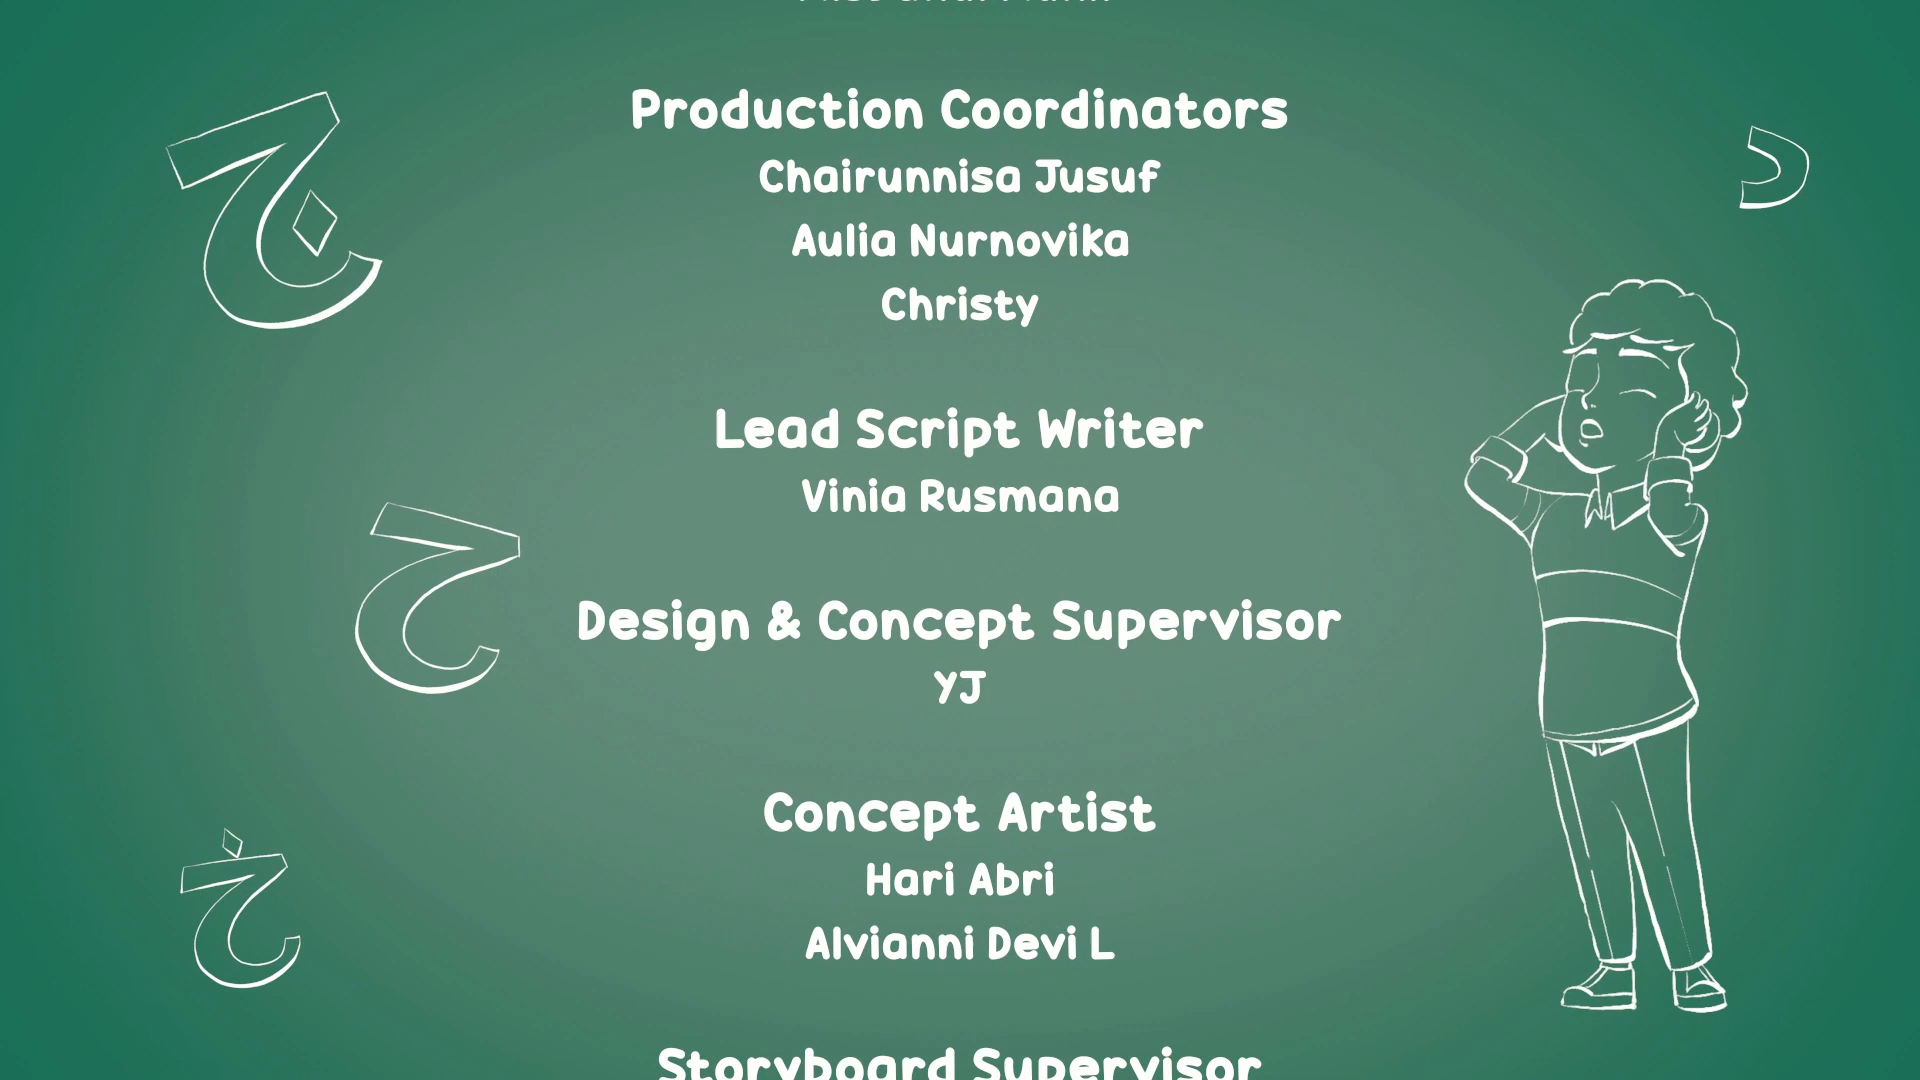 Production Coordinators
Chairunnisa Jusuf
Aulia Nurnovika
Christy
Lead Script Writer
Vinia Rusmana
Design & Concept Supervisor
YJ
Concept Artist
Hari Abri
Alvianni Devi L
Storyboard Supervisor
ج
ح
خ
د